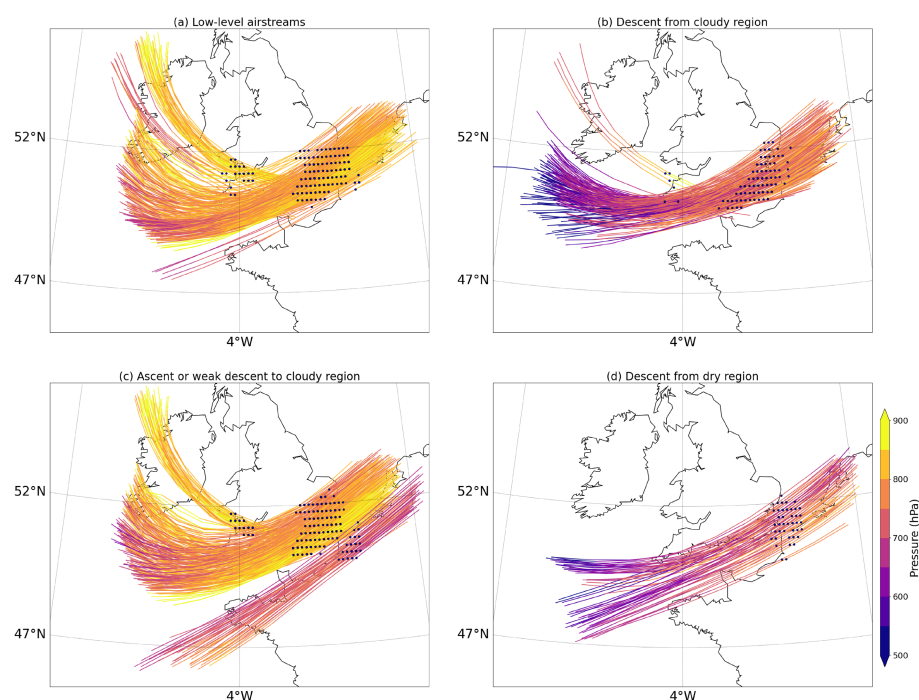 (a) Low-level airstreams
(b) Descent from cloudy region
52°N
52°N
47°N
47°N
4°W
4°W
(c) Ascent or weak descent to cloudy region
(d) Descent from dry region
52°N
52°N
47°N
47°N
4°W
4°W
900
800
700
600
500
Pressure (hPa)